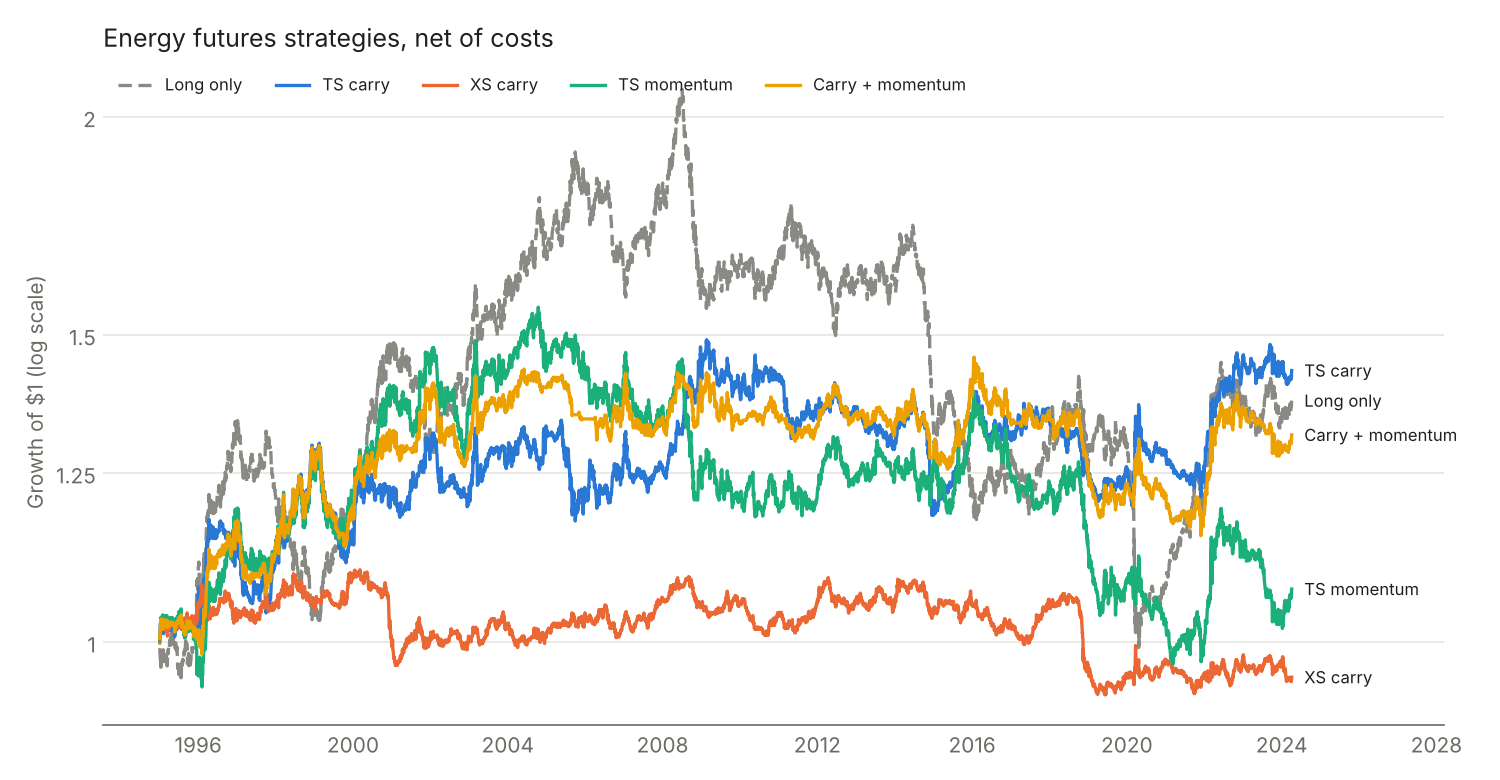 Energy futures strategies, net of costs
Long only TS carry XS carry TS momentum Carry + momentum
Growth of $1 (log scale)
2
1.5
1.25
1
TS carry
Long only
Carry + momentum
TS momentum
XS carry
1996 2000 2004 2008 2012 2016 2020 2024 2028